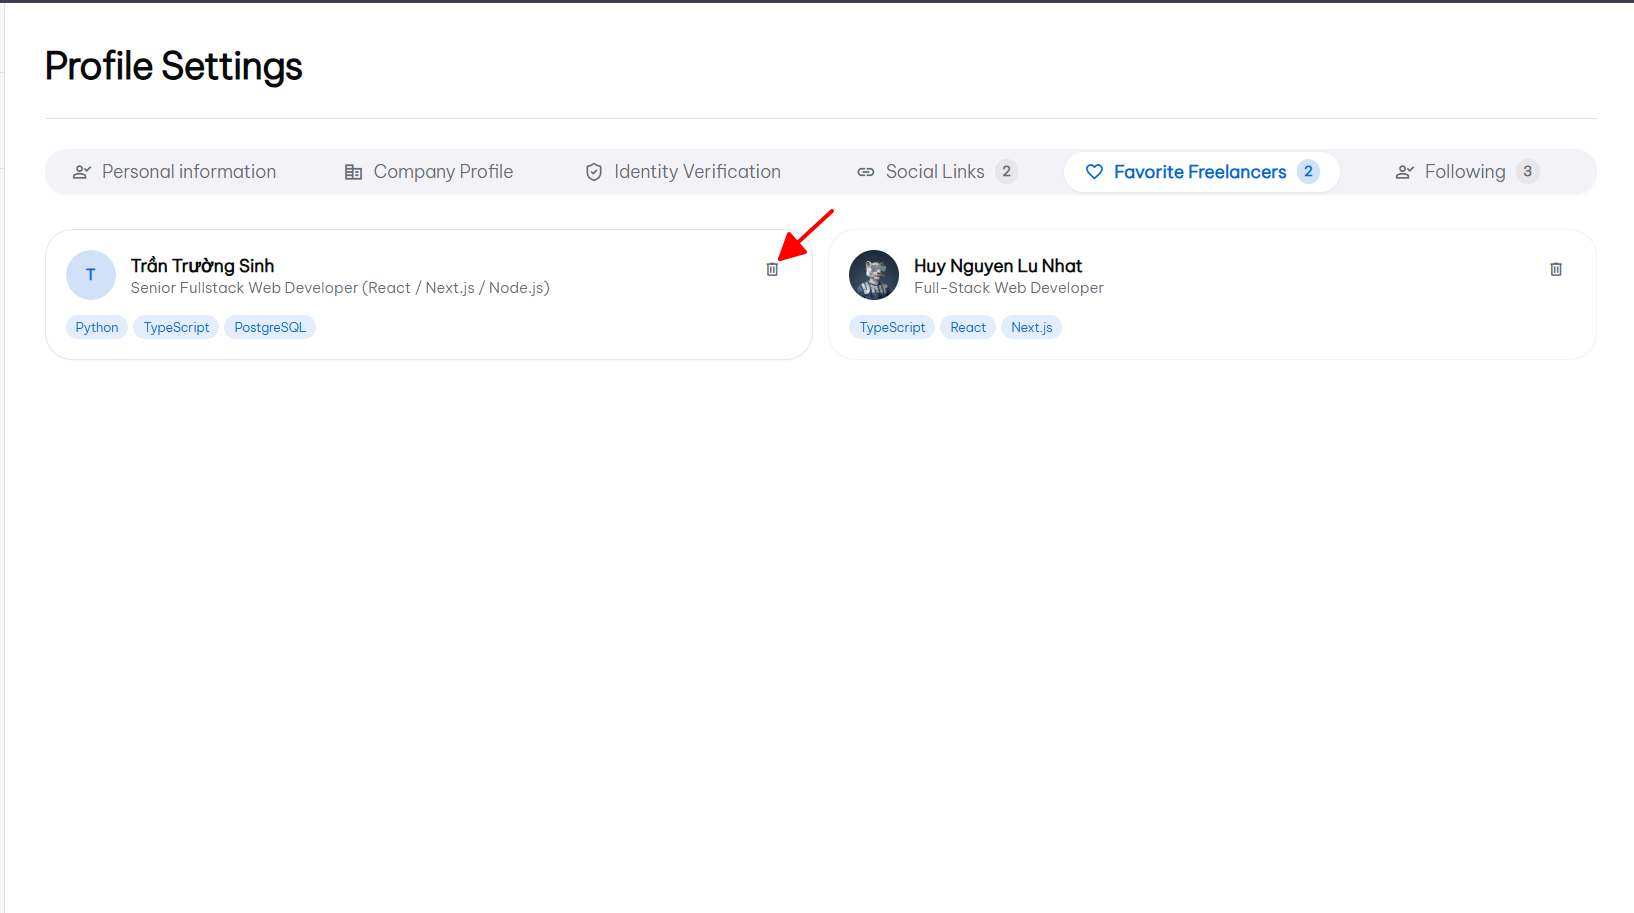 Profile Settings
Personal information
Company Profile
Identity Verification
Social Links 2
Favorite Freelancers 2
Following 3
T
Trần Trường Sinh
Senior Fullstack Web Developer (React / Next.js / Node.js)
Python TypeScript PostgreSQL
Huy Nguyen Lu Nhat
Full-Stack Web Developer
TypeScript React Next.js